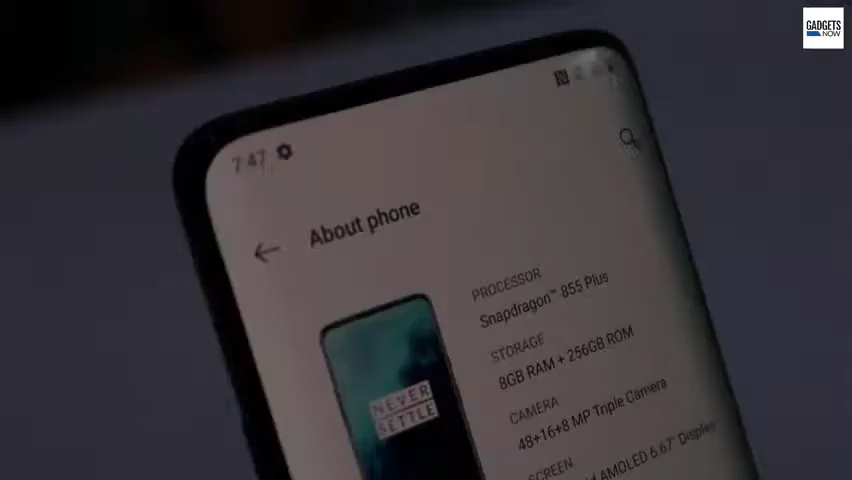 GADGETS
NOW
7:47
About phone
PROCESSOR
Snapdragon™ 855 Plus
STORAGE
8GB RAM + 256GB ROM
CAMERA
48+16+8 MP Triple Camera
SCREEN
AMOLED 6.67" Display
NEVER
SETTLE